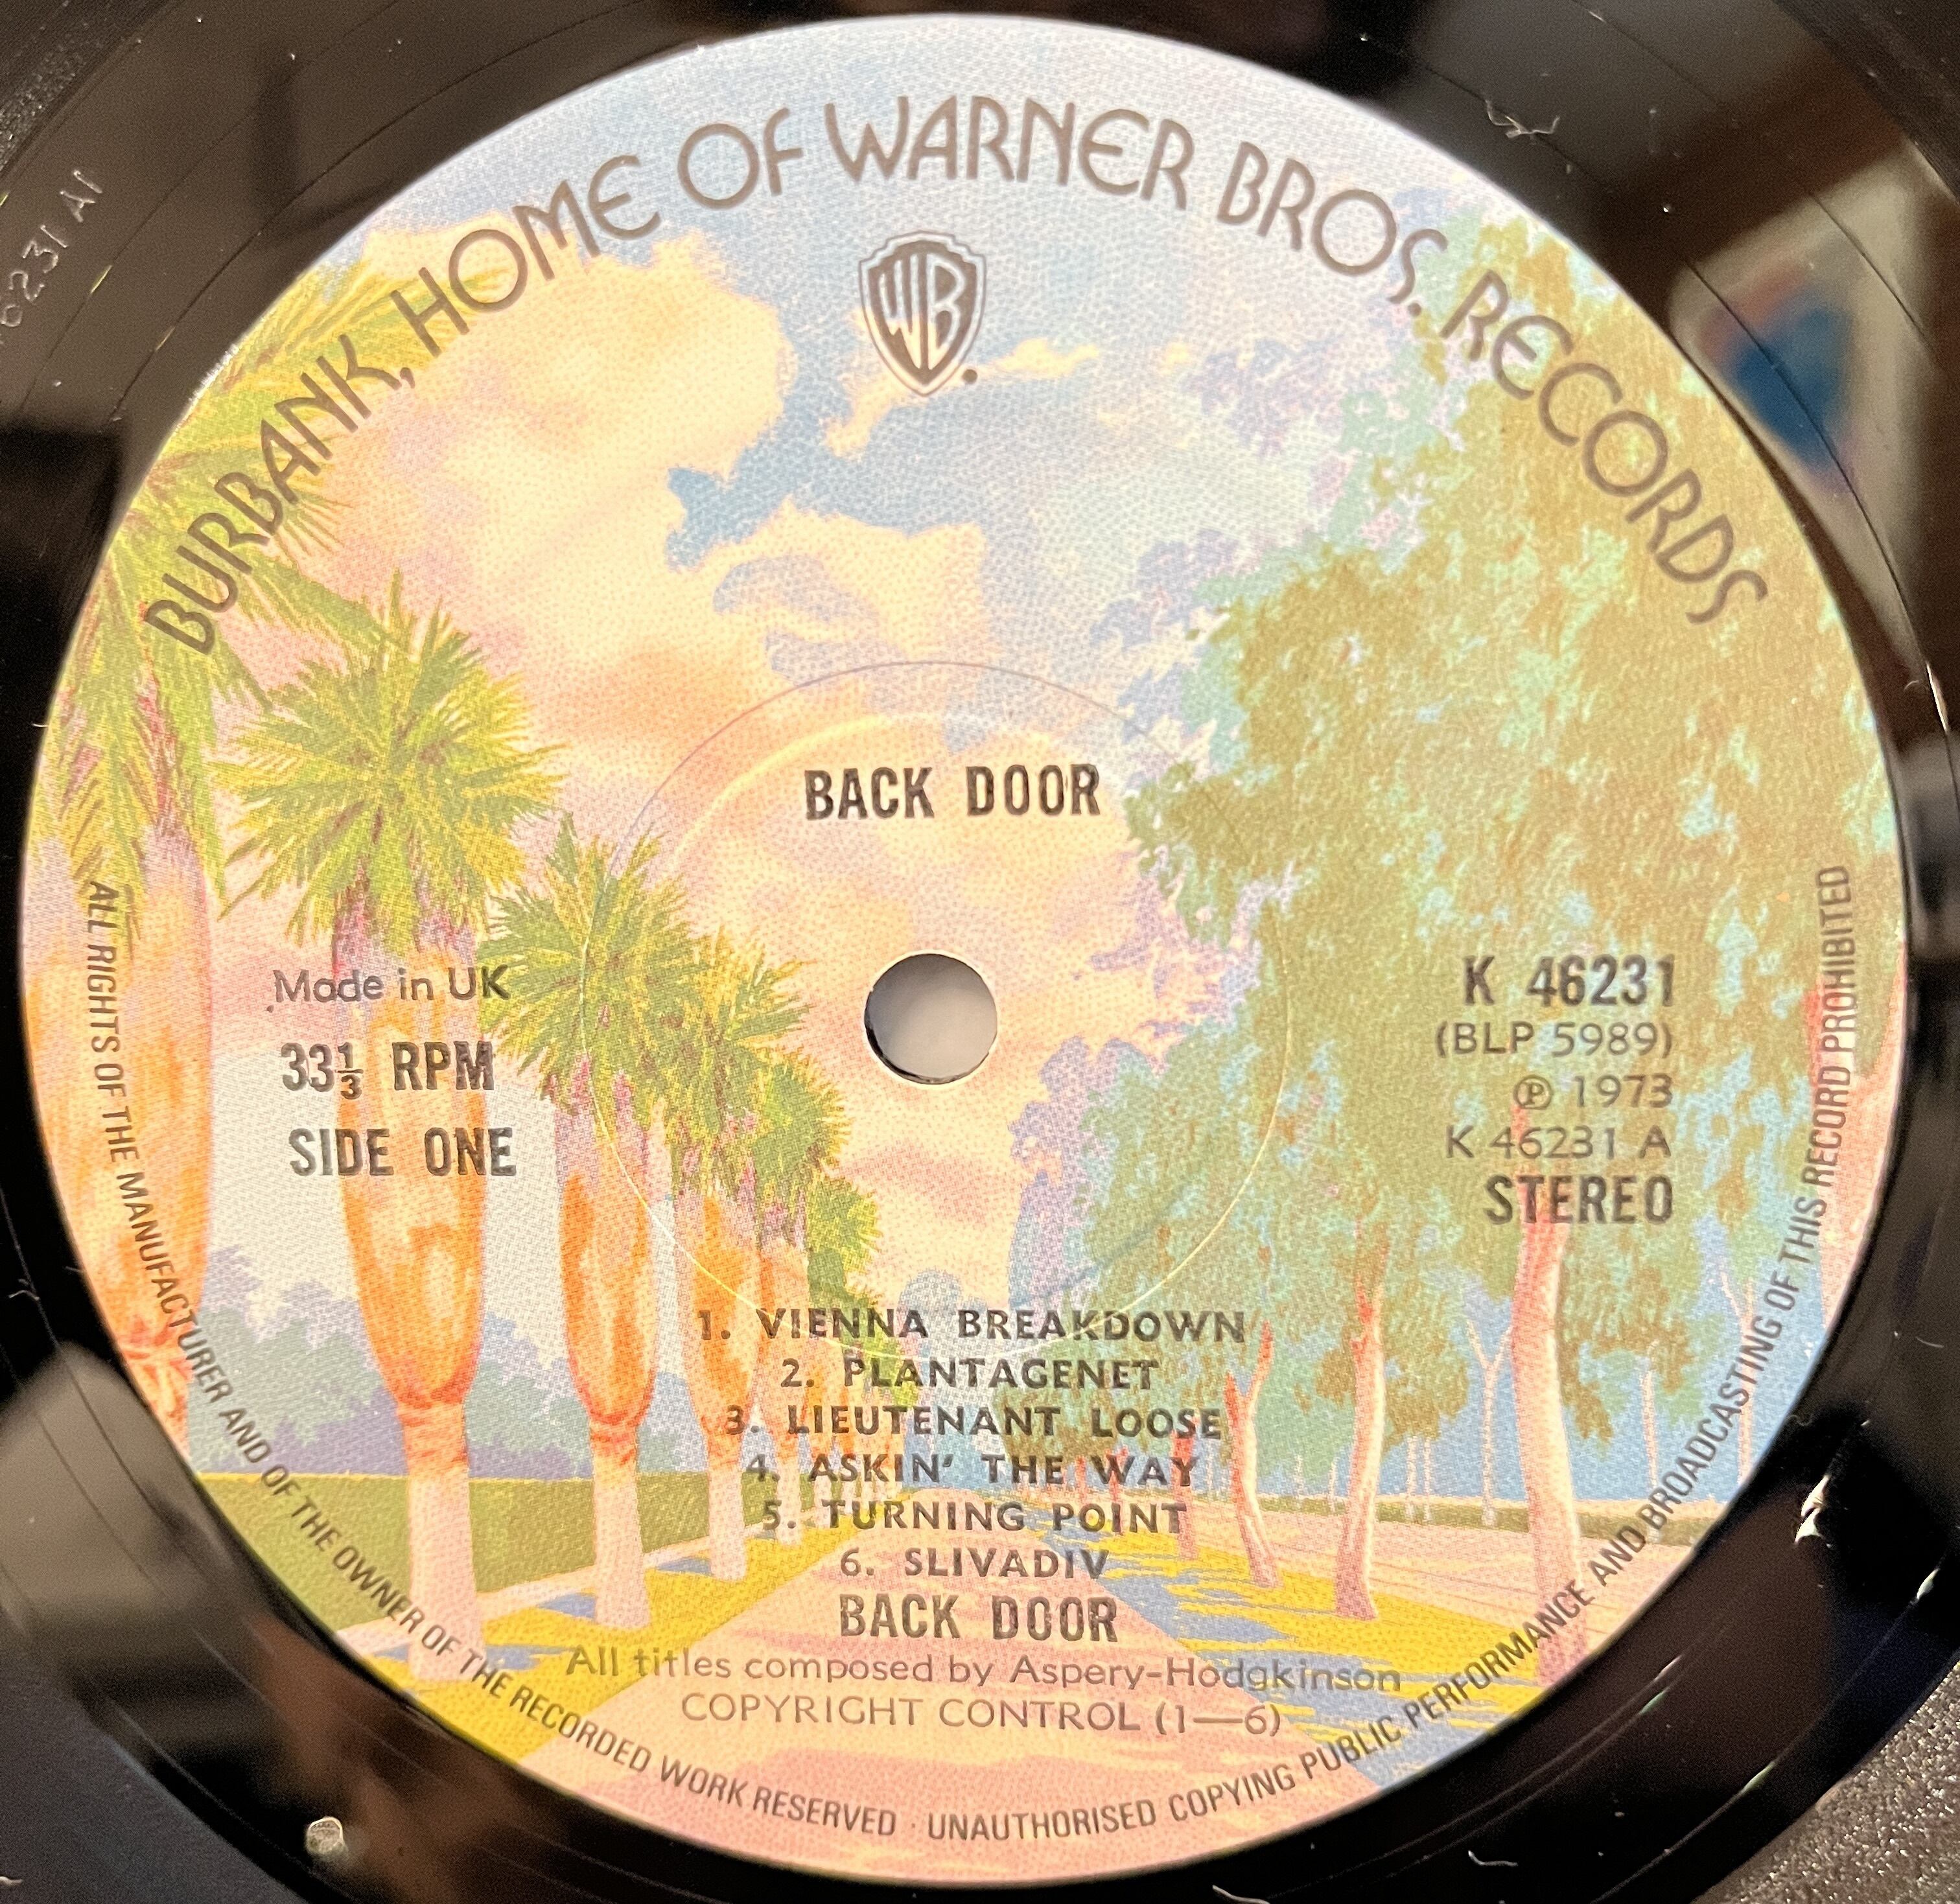 BURBANK, HOME OF WARNER BROS. RECORDS
WB
BACK DOOR
Made in UK
33⅓ RPM
SIDE ONE
K 46231
(BLP 5989)
℗ 1973
K 46231 A
STEREO
1. VIENNA BREAKDOWN
2. PLANTAGENET
3. LIEUTENANT LOOSE
4. ASKIN' THE WAY
5. TURNING POINT
6. SLIVADIV
BACK DOOR
All titles composed by Aspery-Hodgkinson
COPYRIGHT CONTROL (1—6)
ALL RIGHTS OF THE MANUFACTURER AND OF THE OWNER OF THE RECORDED WORK RESERVED · UNAUTHORISED COPYING PUBLIC PERFORMANCE AND BROADCASTING OF THIS RECORD PROHIBITED